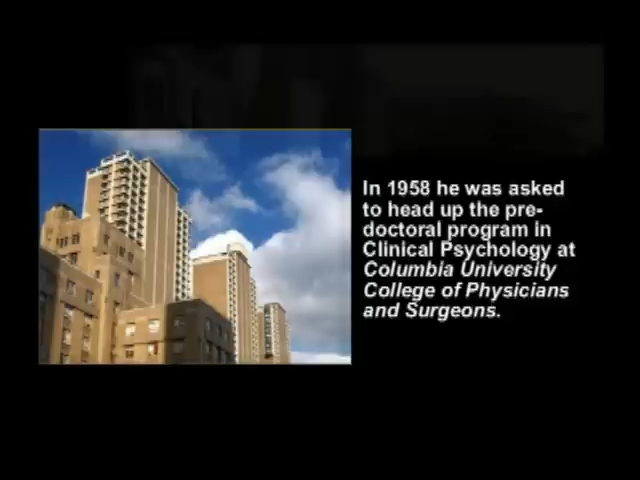 In 1958 he was asked
to head up the pre-
doctoral program in
Clinical Psychology at
Columbia University
College of Physicians
and Surgeons.